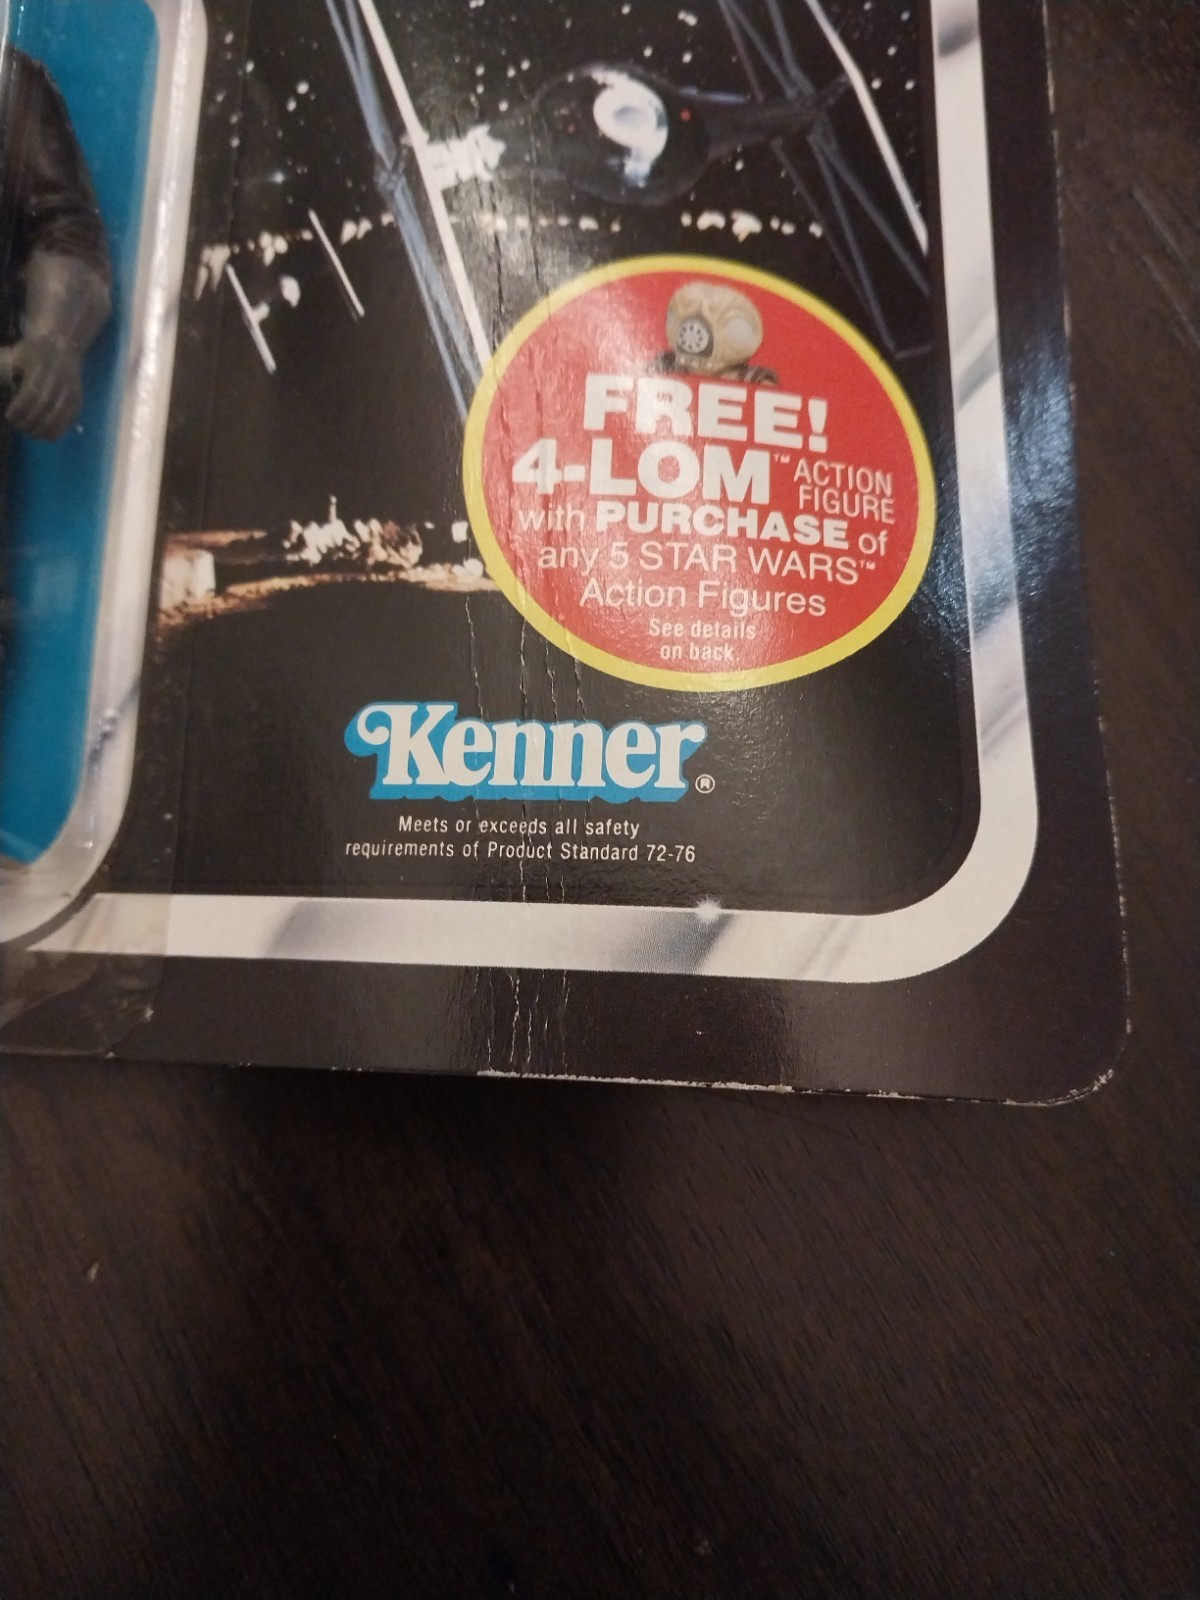 FREE!
4-LOM™ ACTION FIGURE
with PURCHASE of
any 5 STAR WARS™
Action Figures
See details
on back.
Kenner®
Meets or exceeds all safety
requirements of Product Standard 72-76